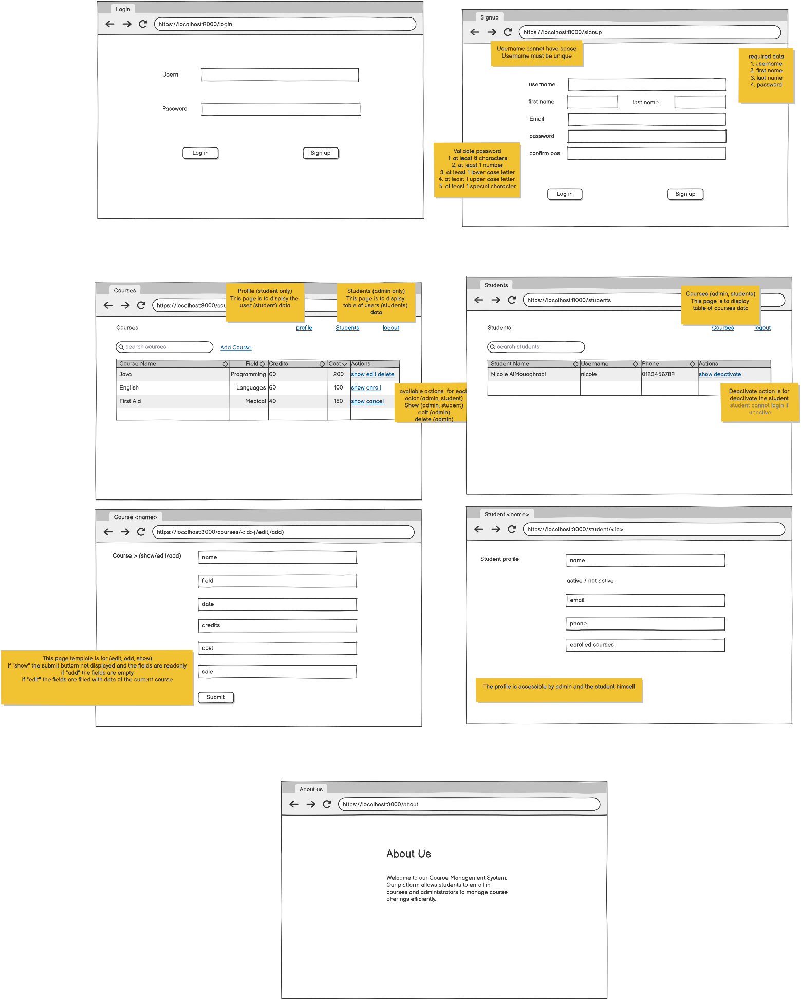 Login
https://localhost:8000/login
Usern
Password
Log in
Sign up
Signup
https://localhost:8000/signup
Username cannot have space
Username must be unique
required data
1. username
2. first name
3. last name
4. password
username
first name
last name
Email
password
confirm pas
Validate password
1. at least 8 characters
2. at least 1 number
3. at least 1 lower case letter
4. at least 1 upper case letter
5. at least 1 special character
Log in
Sign up
Courses
https://localhost:8000/cou
Profile (student only)
This page is to display the
user (student) data
Students (admin only)
This page is to display
table of users (students)
data
Courses
profile
Students
logout
search courses
Add Course
Course Name Field Credits Cost Actions
Java Programming 60 200 show edit delete
English Languages 60 100 show enroll
First Aid Medical 40 150 show cancel
available actions for each
actor (admin, student)
Show (admin, student)
edit (admin)
delete (admin)
Students
https://localhost:8000/students
Courses (admin, students)
This page is to display
table of courses data
Students
Courses
logout
search students
Student Name Username Phone Actions
Nicole AlMouoghrabi nicole 0123456789 show deactivate
Deactivate action is for
deactivate the student
student cannot login if
unactive
Course <name>
https://localhost:3000/courses/<id>(/edit,/add)
Course > (show/edit/add)
name
field
date
credits
cost
sale
Submit
This page template is for (edit, add, show)
if "show" the submit buttom not displayed and the fields are readonly
if "add" the fields are empty
if "edit" the fields are filled with data of the current course
Student <name>
https://localhost:3000/student/<id>
Student profile
name
active / not active
email
phone
ecrolled courses
The profile is accessible by admin and the student himself
About us
https://localhost:3000/about
About Us
Welcome to our Course Management System.
Our platform allows students to enroll in
courses and administrators to manage course
offerings efficiently.